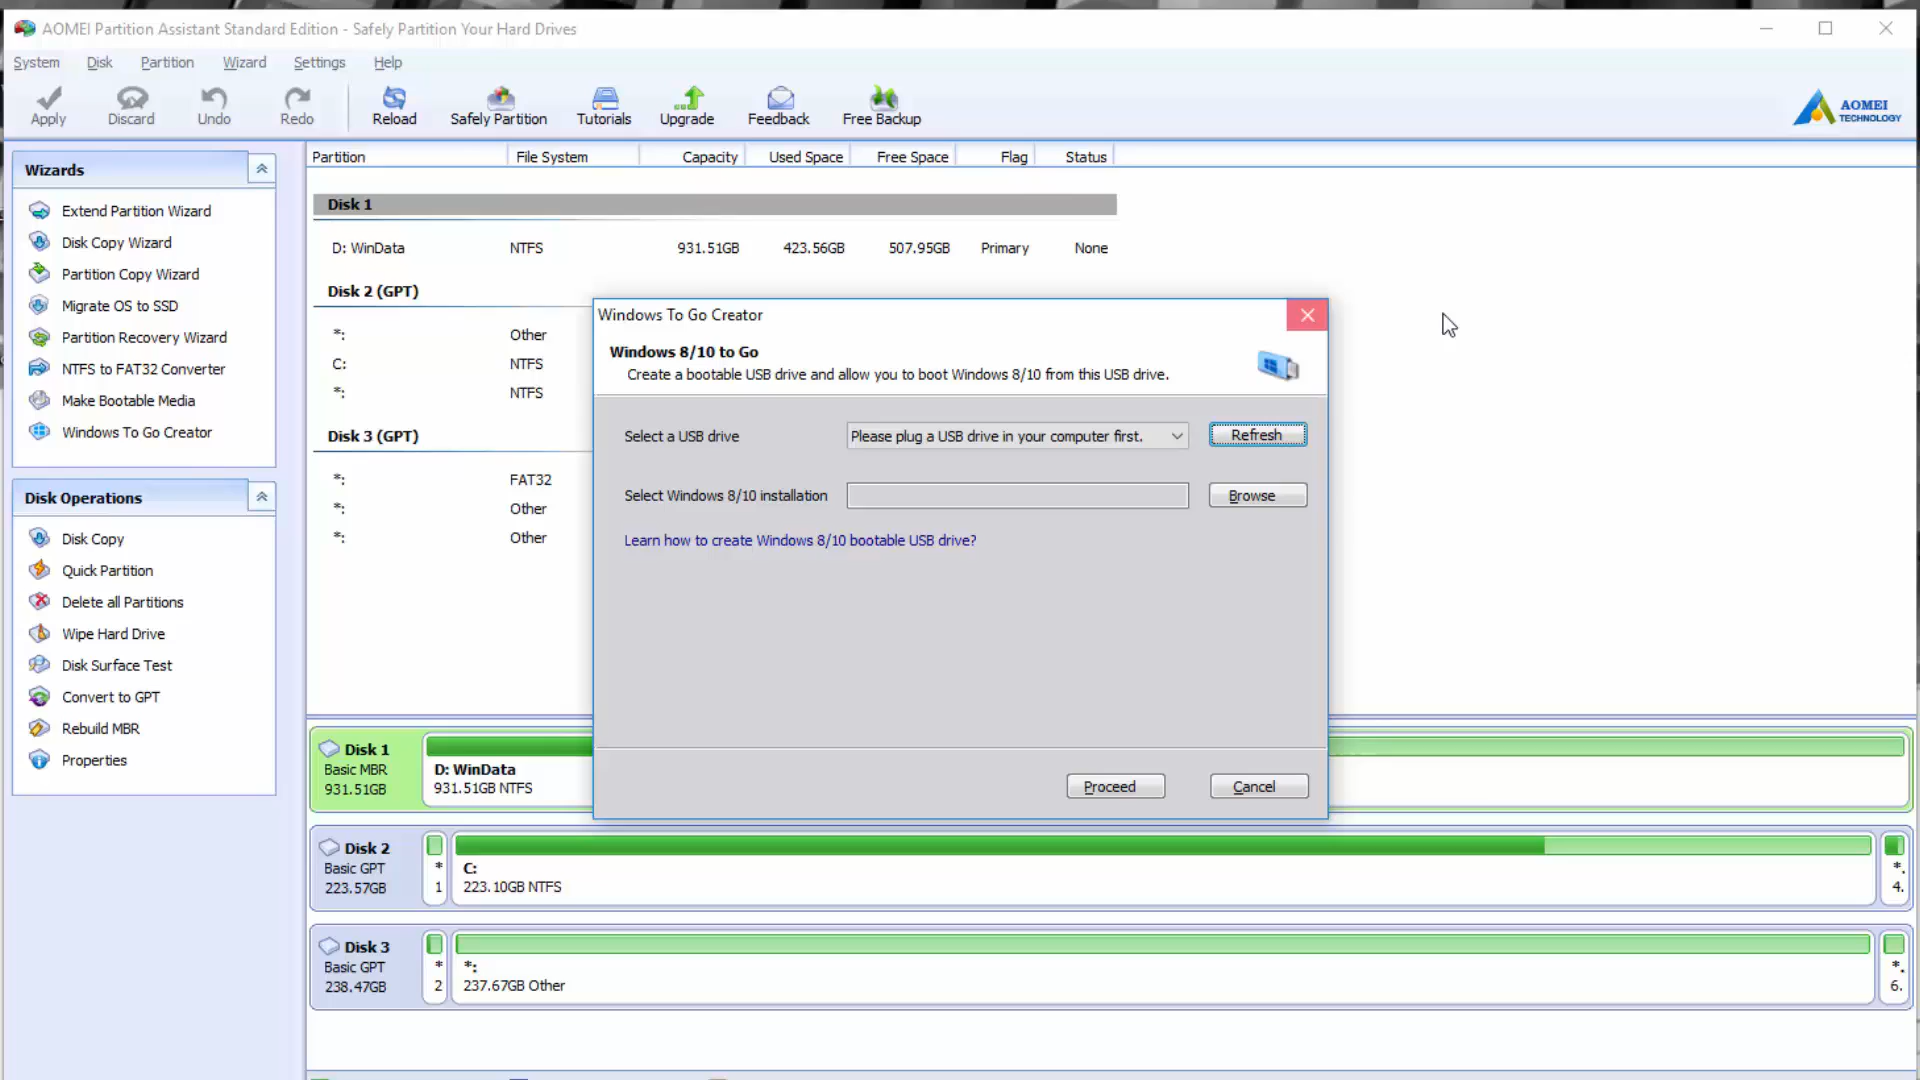 AOMEI Partition Assistant Standard Edition - Safely Partition Your Hard Drives
System Disk Partition Wizard Settings Help
Apply Discard Undo Redo Reload Safely Partition Tutorials Upgrade Feedback Free Backup
AOMEI
TECHNOLOGY
Wizards
Extend Partition Wizard
Disk Copy Wizard
Partition Copy Wizard
Migrate OS to SSD
Partition Recovery Wizard
NTFS to FAT32 Converter
Make Bootable Media
Windows To Go Creator
Disk Operations
Disk Copy
Quick Partition
Delete all Partitions
Wipe Hard Drive
Disk Surface Test
Convert to GPT
Rebuild MBR
Properties
Partition File System Capacity Used Space Free Space Flag Status
Disk 1
D: WinData NTFS 931.51GB 423.56GB 507.95GB Primary None
Disk 2 (GPT)
*: Other
C: NTFS
*: NTFS
Disk 3 (GPT)
*: FAT32
*: Other
*: Other
Windows To Go Creator
Windows 8/10 to Go
Create a bootable USB drive and allow you to boot Windows 8/10 from this USB drive.
Select a USB drive Please plug a USB drive in your computer first. Refresh
Select Windows 8/10 installation Browse
Learn how to create Windows 8/10 bootable USB drive?
Proceed Cancel
Disk 1
Basic MBR
931.51GB
D: WinData
931.51GB NTFS
Disk 2
Basic GPT
223.57GB
*
1
C:
223.10GB NTFS
*.
4.
Disk 3
Basic GPT
238.47GB
*
2
*:
237.67GB Other
*.
6.